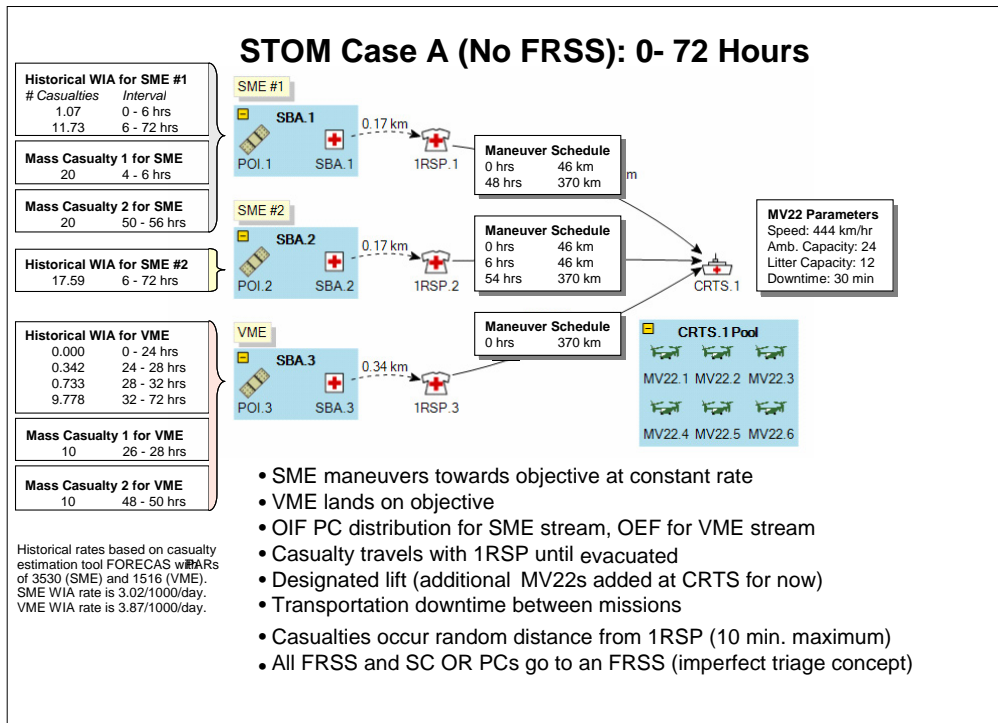 STOM Case A (No FRSS): 0- 72 Hours
Historical WIA for SME #1
# Casualties Interval
1.07 0 - 6 hrs
11.73 6 - 72 hrs
Mass Casualty 1 for SME
20 4 - 6 hrs
Mass Casualty 2 for SME
20 50 - 56 hrs
Historical WIA for SME #2
17.59 6 - 72 hrs
Historical WIA for VME
0.000 0 - 24 hrs
0.342 24 - 28 hrs
0.733 28 - 32 hrs
9.778 32 - 72 hrs
Mass Casualty 1 for VME
10 26 - 28 hrs
Mass Casualty 2 for VME
10 48 - 50 hrs
Historical rates based on casualty
estimation tool FORECAS with PARs
of 3530 (SME) and 1516 (VME).
SME WIA rate is 3.02/1000/day.
VME WIA rate is 3.87/1000/day.
SME #1
SBA.1
POI.1 SBA.1
0.17 km
1RSP.1
Maneuver Schedule
0 hrs 46 km
48 hrs 370 km
m
SME #2
SBA.2
POI.2 SBA.2
0.17 km
1RSP.2
Maneuver Schedule
0 hrs 46 km
6 hrs 46 km
54 hrs 370 km
CRTS.1
MV22 Parameters
Speed: 444 km/hr
Amb. Capacity: 24
Litter Capacity: 12
Downtime: 30 min
VME
SBA.3
POI.3 SBA.3
0.34 km
1RSP.3
Maneuver Schedule
0 hrs 370 km
CRTS.1 Pool
MV22.1 MV22.2 MV22.3
MV22.4 MV22.5 MV22.6
• SME maneuvers towards objective at constant rate
• VME lands on objective
• OIF PC distribution for SME stream, OEF for VME stream
• Casualty travels with 1RSP until evacuated
• Designated lift (additional MV22s added at CRTS for now)
• Transportation downtime between missions
• Casualties occur random distance from 1RSP (10 min. maximum)
• All FRSS and SC OR PCs go to an FRSS (imperfect triage concept)